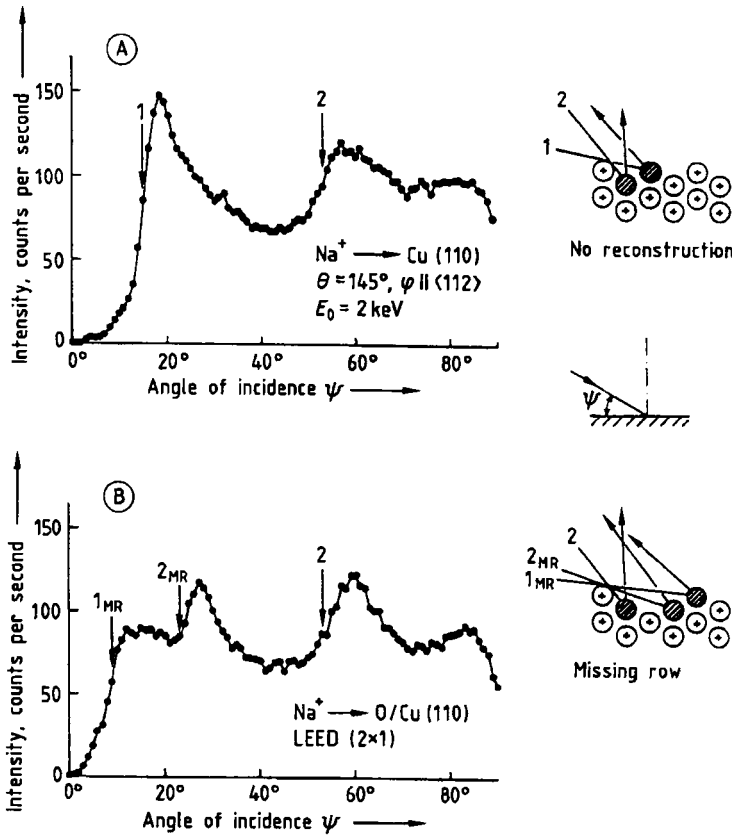 A
Intensity, counts per second
150
100
50
0
1
2
Na⁺ → Cu (110)
θ = 145°, φ || <112>
E₀ = 2 keV
0° 20° 40° 60° 80°
Angle of incidence ψ
2
1
No reconstruction
ψ
B
Intensity, counts per second
150
100
50
0
1MR
2MR
2
Na⁺ → O/Cu (110)
LEED (2×1)
0° 20° 40° 60° 80°
Angle of incidence ψ
2
2MR
1MR
Missing row